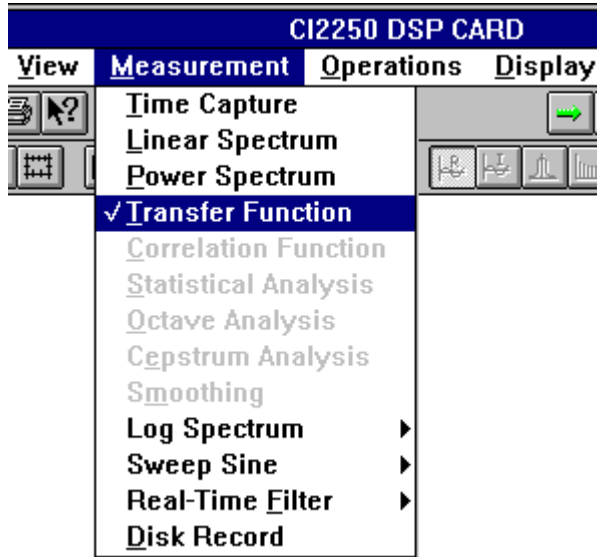 CI2250 DSP CARD
View Measurement Operations Display
Time Capture
Linear Spectrum
Power Spectrum
✓ Transfer Function
Correlation Function
Statistical Analysis
Octave Analysis
Cepstrum Analysis
Smoothing
Log Spectrum
Sweep Sine
Real-Time Filter
Disk Record